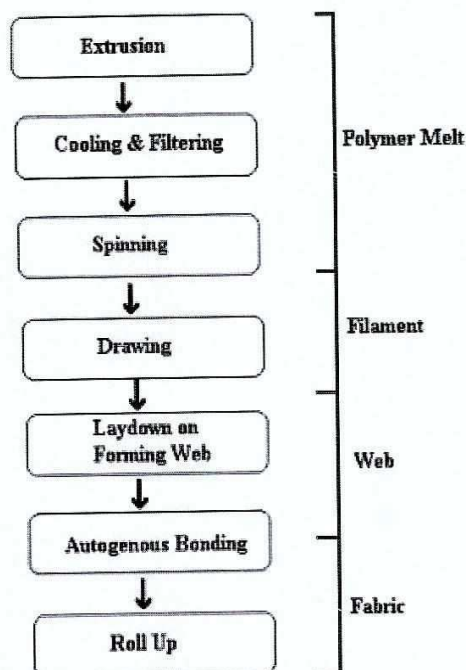 Extrusion
Cooling & Filtering
Polymer Melt
Spinning
Filament
Drawing
Laydown on
Forming Web
Web
Autogenous Bonding
Fabric
Roll Up